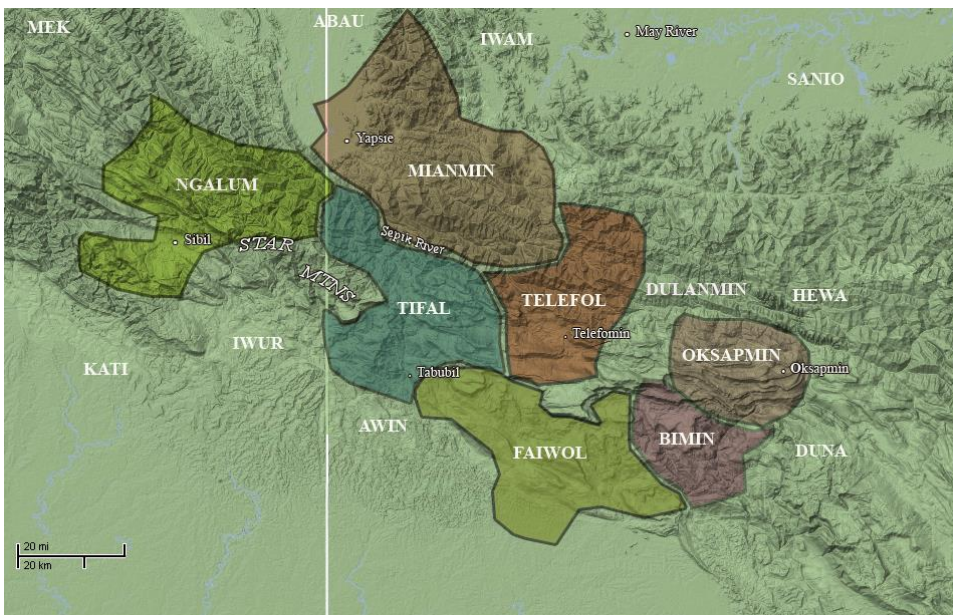 MEK
ABAU
IWAM
May River
SANIO
Yapsie
MIANMIN
NGALUM
Sibil
STAR
MTNS
Sepik River
TIFAL
TELEFOL
Telefomin
DULANMIN
HEWA
KATI
IWUR
Tabubil
OKSAPMIN
Oksapmin
AWIN
FAIWOL
BIMIN
DUNA
20 mi
20 km